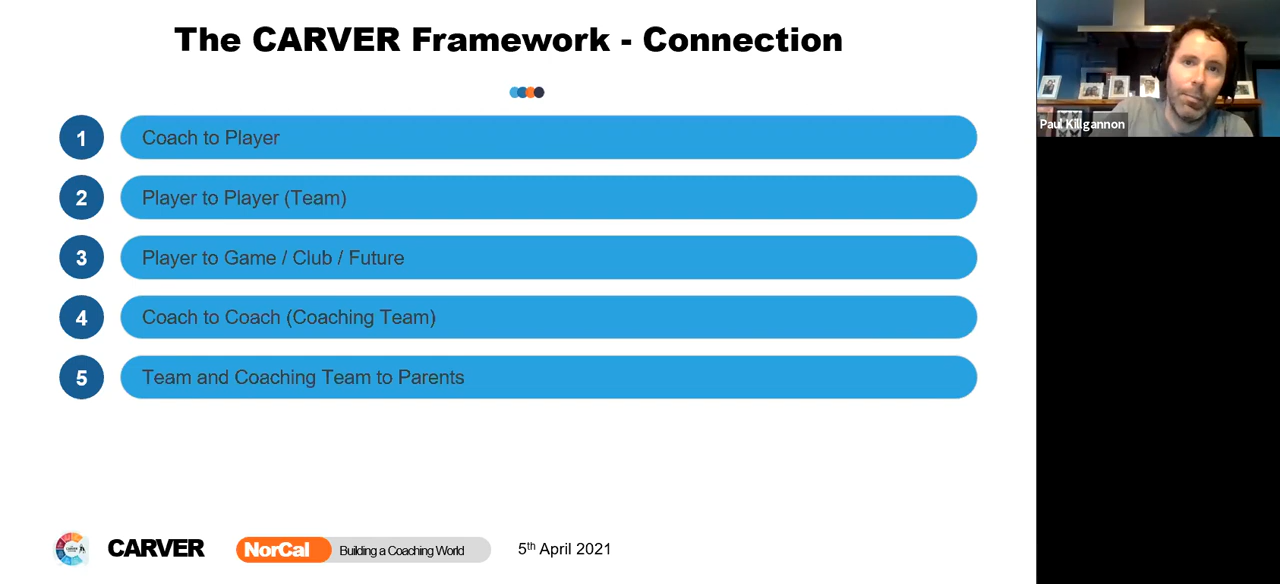 The CARVER Framework - Connection
1 Coach to Player
2 Player to Player (Team)
3 Player to Game / Club / Future
4 Coach to Coach (Coaching Team)
5 Team and Coaching Team to Parents
Paul Killgannon
CARVER
NorCal Building a Coaching World
5th April 2021